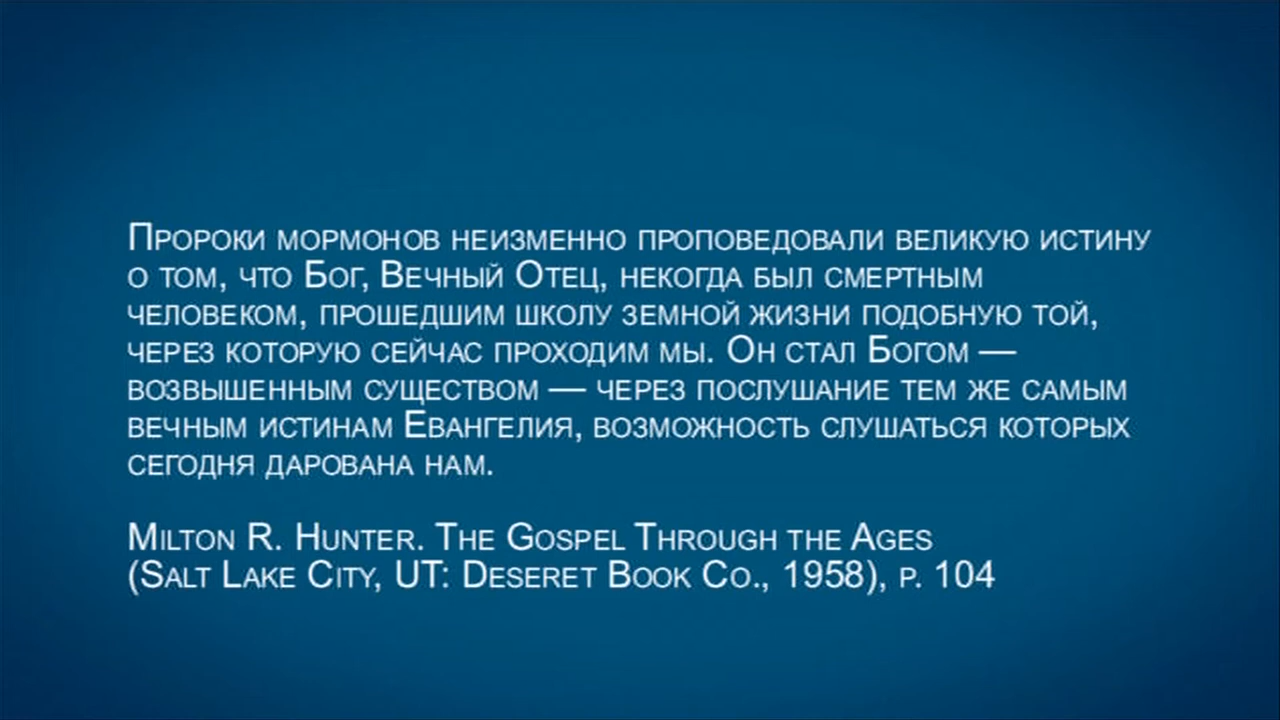 Пророки мормонов неизменно проповедовали великую истину
о том, что Бог, Вечный Отец, некогда был смертным
человеком, прошедшим школу земной жизни подобную той,
через которую сейчас проходим мы. Он стал Богом —
возвышенным существом — через послушание тем же самым
вечным истинам Евангелия, возможность слушаться которых
сегодня дарована нам.
Milton R. Hunter. The Gospel Through the Ages
(Salt Lake City, UT: Deseret Book Co., 1958), p. 104